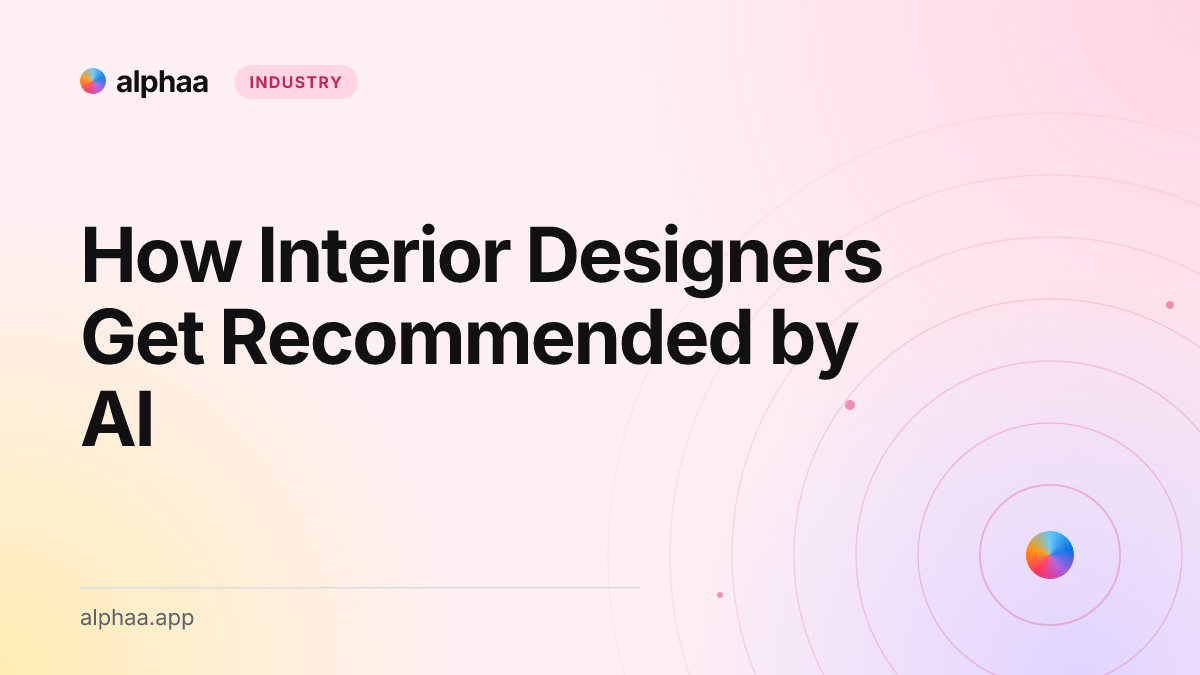 alphaa
INDUSTRY
How Interior Designers
Get Recommended by
AI
alphaa.app